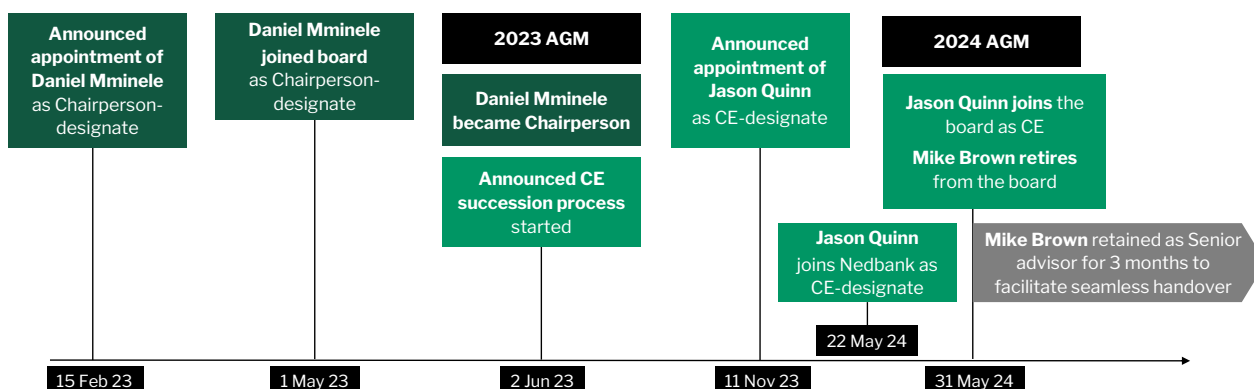 Announced
appointment of
Daniel Mminele
as Chairperson-
designate
Daniel Mminele
joined board
as Chairperson-
designate
2023 AGM
Daniel Mminele
became Chairperson
Announced CE
succession process
started
Announced
appointment of
Jason Quinn
as CE-designate
2024 AGM
Jason Quinn joins the
board as CE
Mike Brown retires
from the board
Jason Quinn
joins Nedbank as
CE-designate
Mike Brown retained as Senior
advisor for 3 months to
facilitate seamless handover
22 May 24
15 Feb 23
1 May 23
2 Jun 23
11 Nov 23
31 May 24